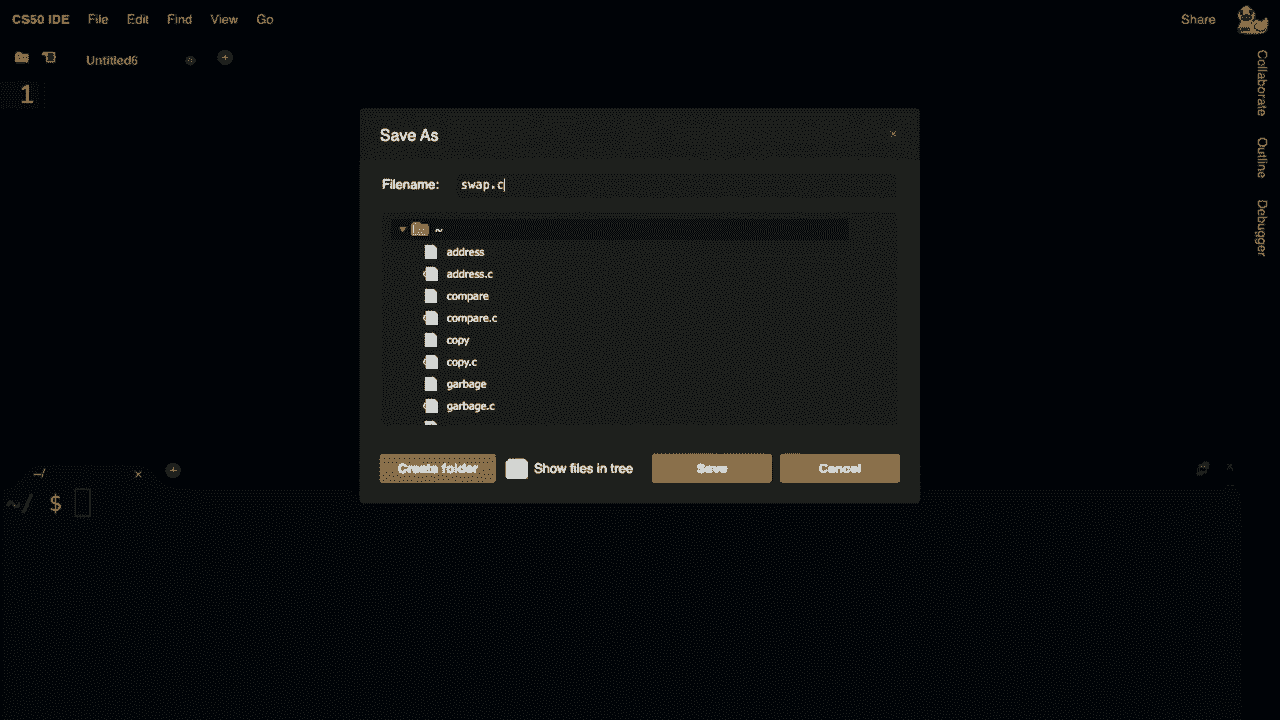 CS50 IDE File Edit Find View Go Share
Untitled6
1
Collaborate
Outline
Debugger
Save As
Filename: swap.c
~
address
address.c
compare
compare.c
copy
copy.c
garbage
garbage.c
Create folder Show files in tree Save Cancel
~/
~/ $